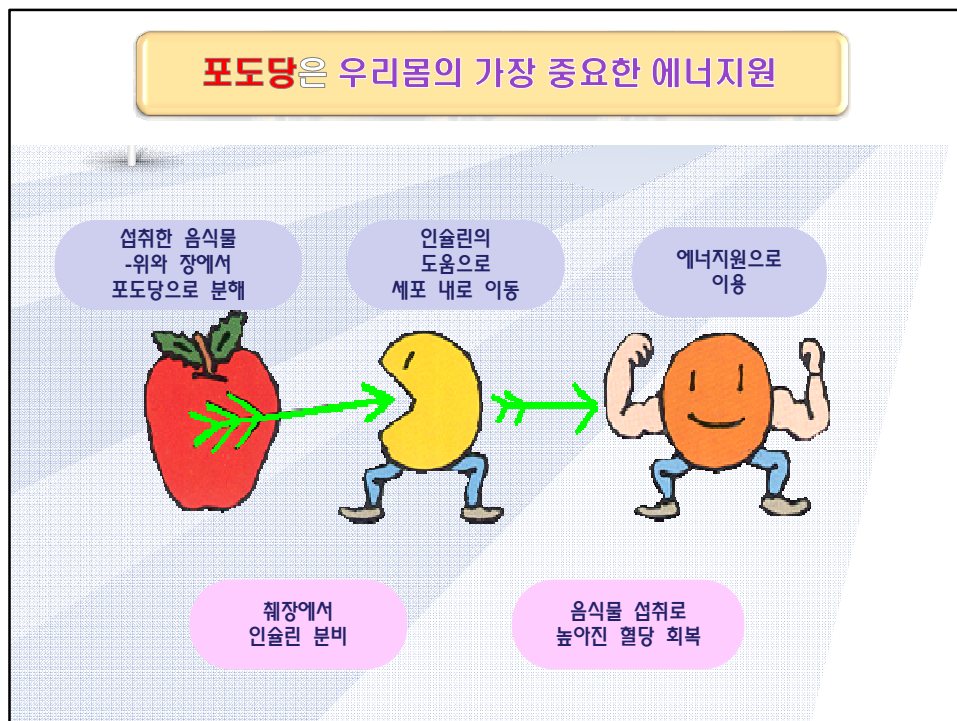 포도당은 우리몸의 가장 중요한 에너지원
섭취한 음식물
-위와 장에서
포도당으로 분해
인슐린의
도움으로
세포 내로 이동
에너지원으로
이용
췌장에서
인슐린 분비
음식물 섭취로
높아진 혈당 회복